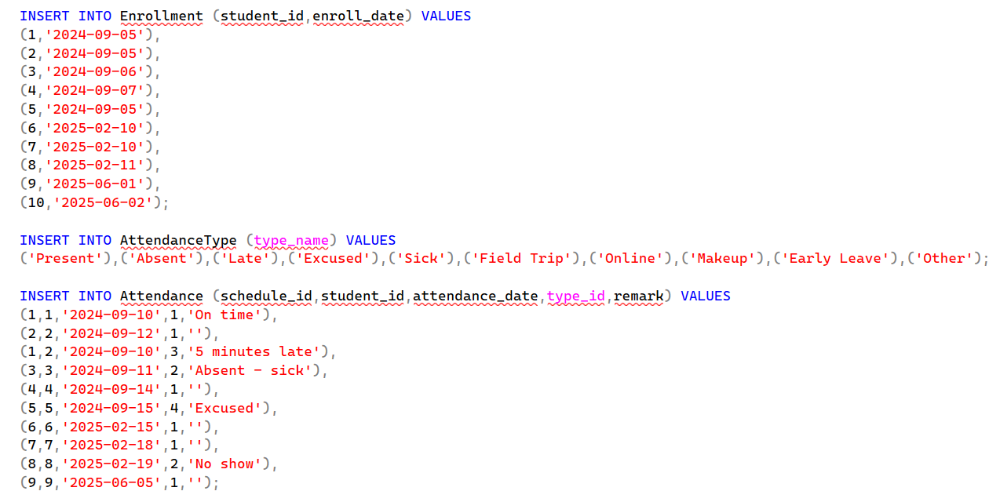 INSERT INTO Enrollment (student_id,enroll_date) VALUES
(1,'2024-09-05'),
(2,'2024-09-05'),
(3,'2024-09-06'),
(4,'2024-09-07'),
(5,'2024-09-05'),
(6,'2025-02-10'),
(7,'2025-02-10'),
(8,'2025-02-11'),
(9,'2025-06-01'),
(10,'2025-06-02');
INSERT INTO AttendanceType (type_name) VALUES
('Present'),('Absent'),('Late'),('Excused'),('Sick'),('Field Trip'),('Online'),('Makeup'),('Early Leave'),('Other');
INSERT INTO Attendance (schedule_id,student_id,attendance_date,type_id,remark) VALUES
(1,1,'2024-09-10',1,'On time'),
(2,2,'2024-09-12',1,''),
(1,2,'2024-09-10',3,'5 minutes late'),
(3,3,'2024-09-11',2,'Absent - sick'),
(4,4,'2024-09-14',1,''),
(5,5,'2024-09-15',4,'Excused'),
(6,6,'2025-02-15',1,''),
(7,7,'2025-02-18',1,''),
(8,8,'2025-02-19',2,'No show'),
(9,9,'2025-06-05',1,'');